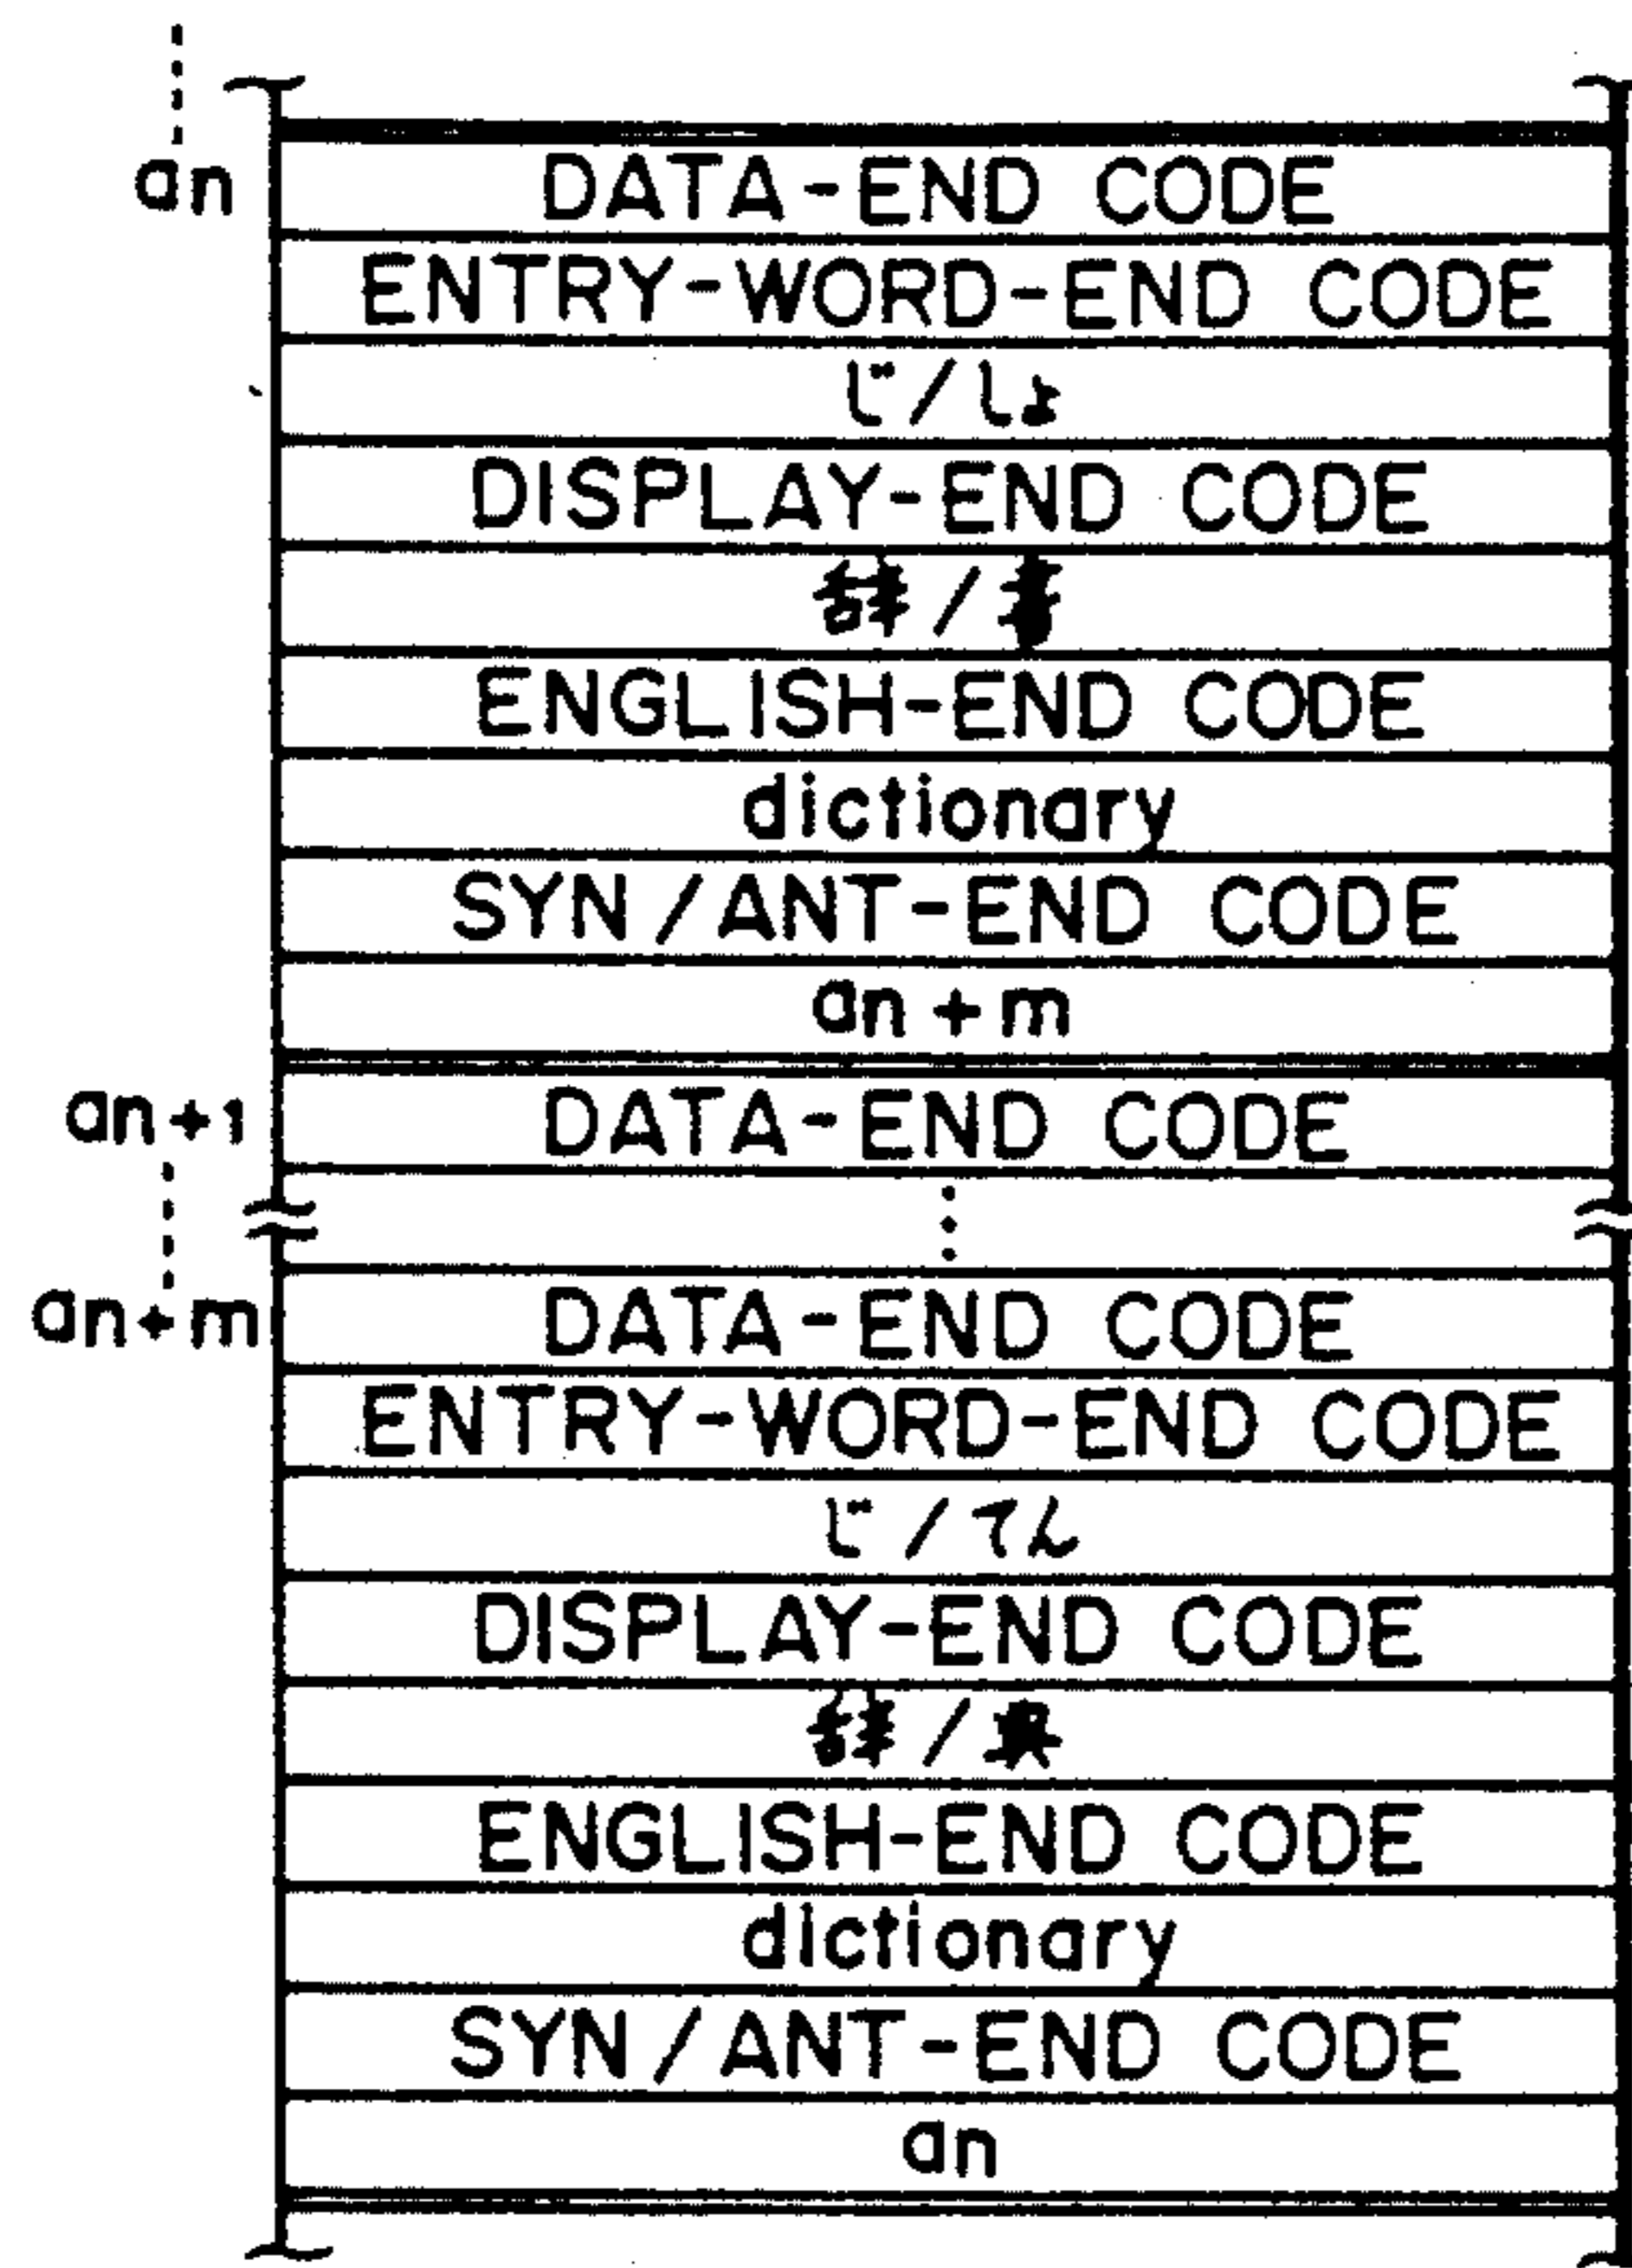 an DATA-END CODE
ENTRY-WORD-END CODE
じ/しょ
DISPLAY-END CODE
辞/書
ENGLISH-END CODE
dictionary
SYN/ANT-END CODE
an+m
an+1 DATA-END CODE
an+m DATA-END CODE
ENTRY-WORD-END CODE
じ/てん
DISPLAY-END CODE
辞/典
ENGLISH-END CODE
dictionary
SYN/ANT-END CODE
an